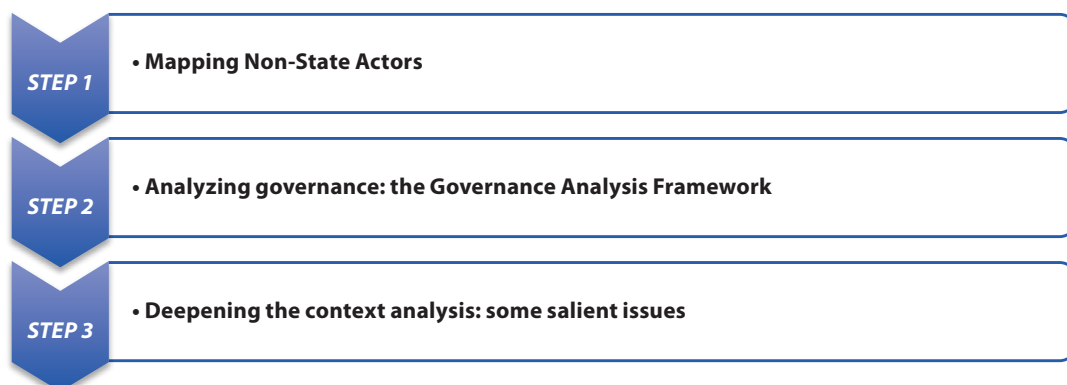 STEP 1
• Mapping Non-State Actors
STEP 2
• Analyzing governance: the Governance Analysis Framework
STEP 3
• Deepening the context analysis: some salient issues